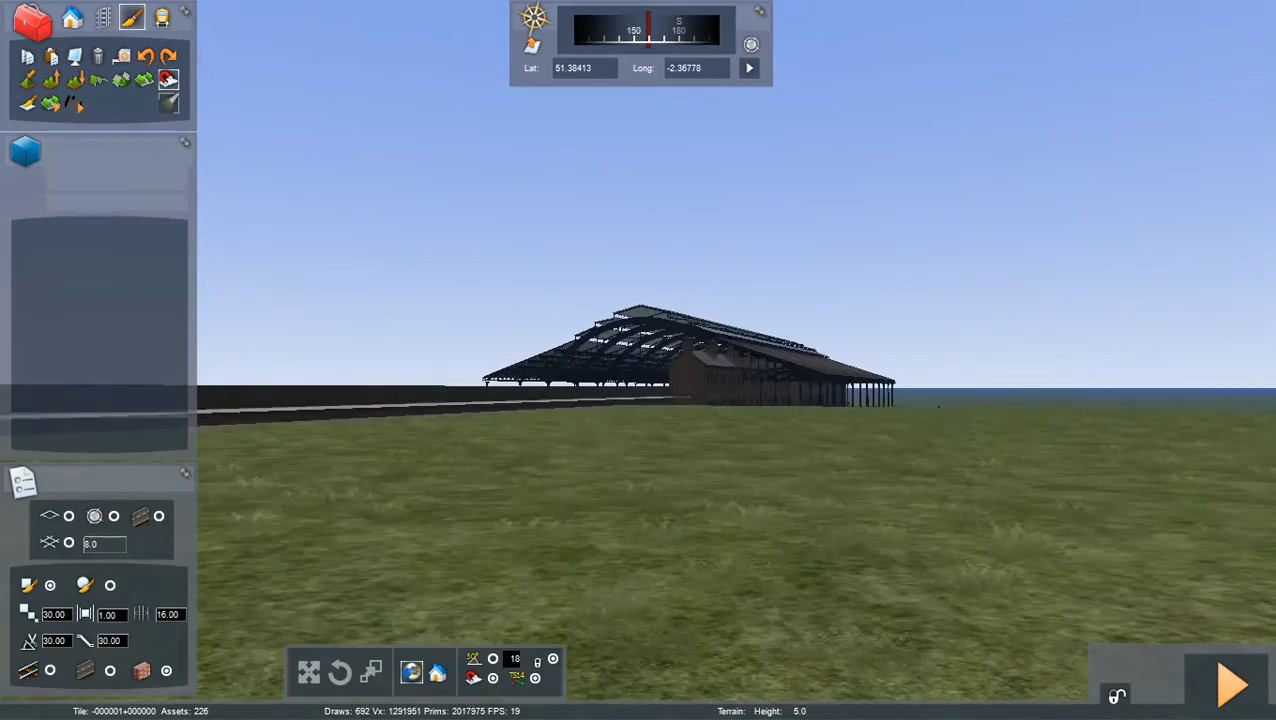 S
150 180
Lat: 51.38413 Long: -2.36778
8.0
30.00 1.00 16.00
30.00 30.00
30° 18
TS14
Tile: -000001+000000 Assets: 226 Draws: 692 Vx: 1291951 Prims: 2017975 FPS: 19 Terrain: Height: 5.0